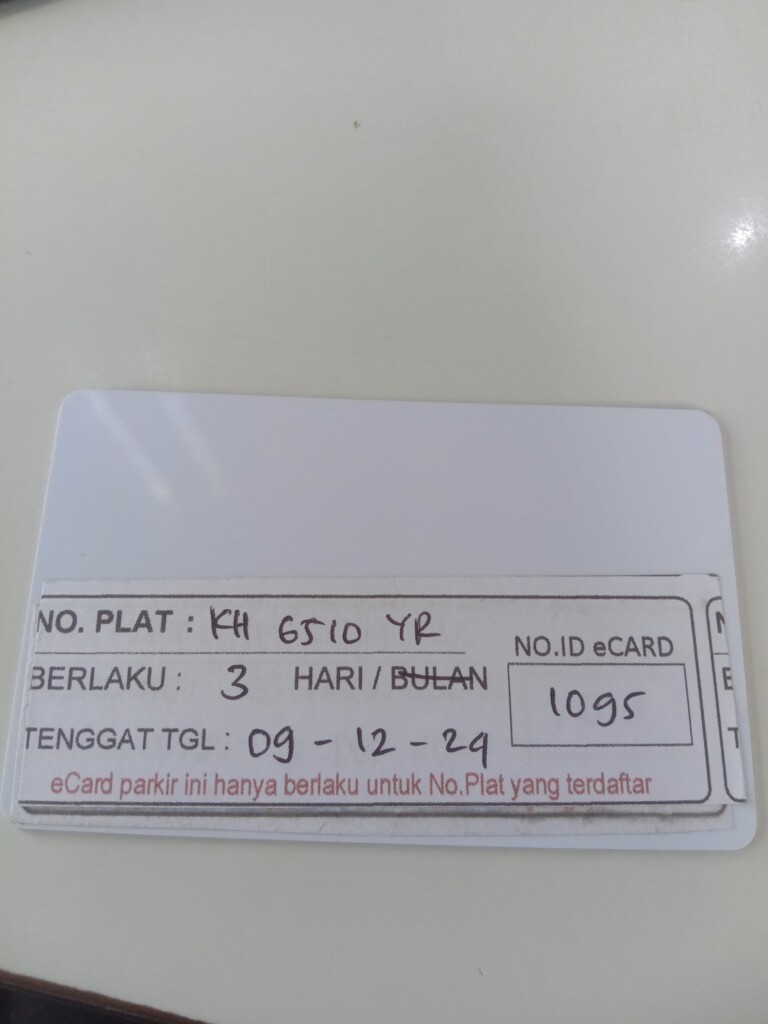 NO. PLAT : KH 6510 YR
BERLAKU : 3 HARI / BULAN
TENGGAT TGL : 09 - 12 - 24
NO.ID eCARD
1095
eCard parkir ini hanya berlaku untuk No.Plat yang terdaftar